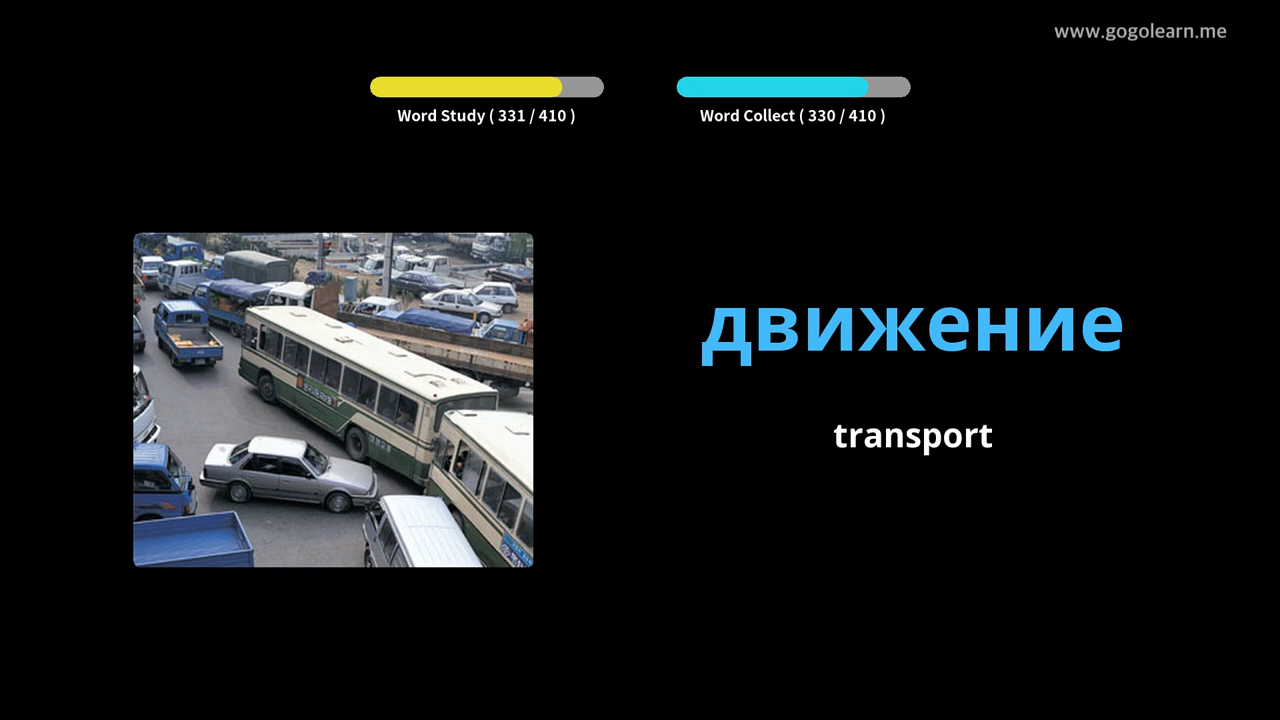 www.gogolearn.me
Word Study ( 331 / 410 )
Word Collect ( 330 / 410 )
движение
transport